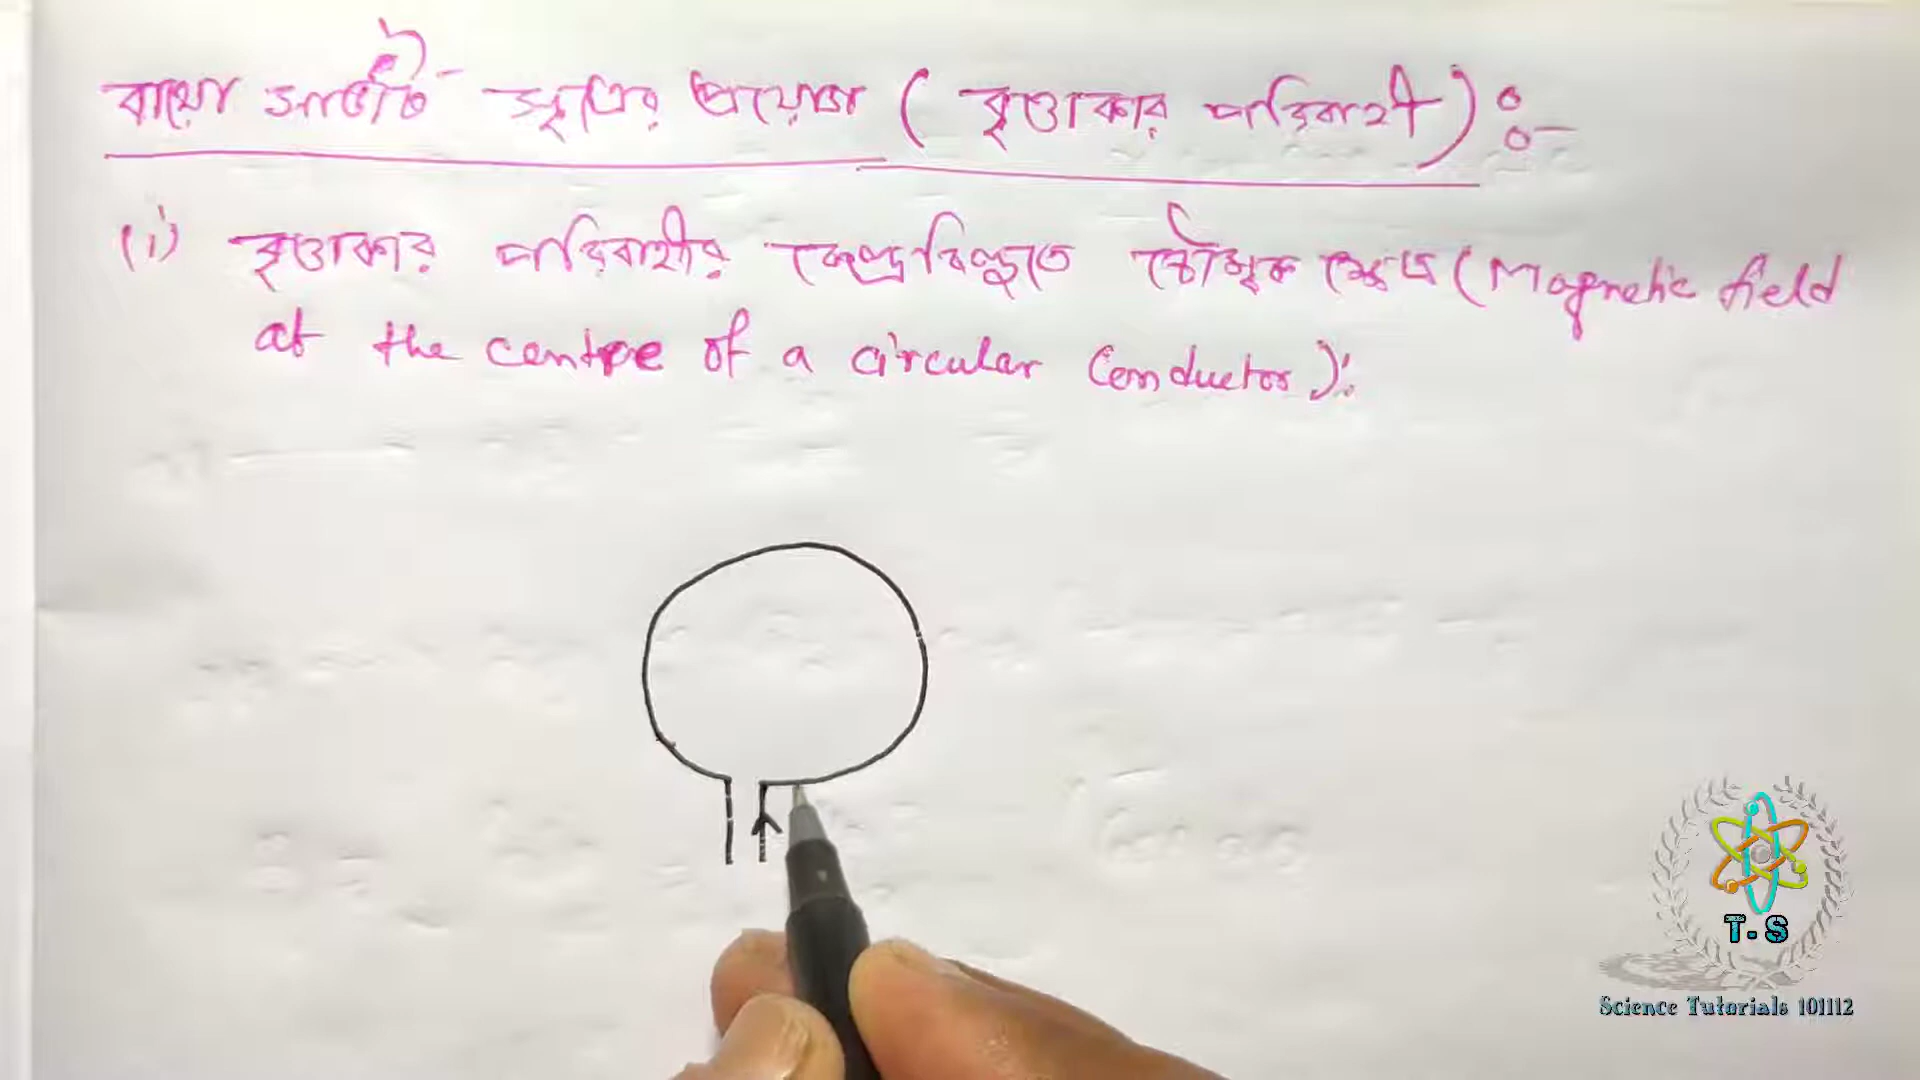 বায়ো সাভার্ট সূত্রের প্রয়োগ ( বৃত্তাকার পরিবাহী ) :-
(i) বৃত্তাকার পরিবাহীর কেন্দ্রবিন্দুতে চৌম্বক ক্ষেত্র ( Magnetic field
at the centre of a circular Conductor ):
T.S
Science Tutorials 101112